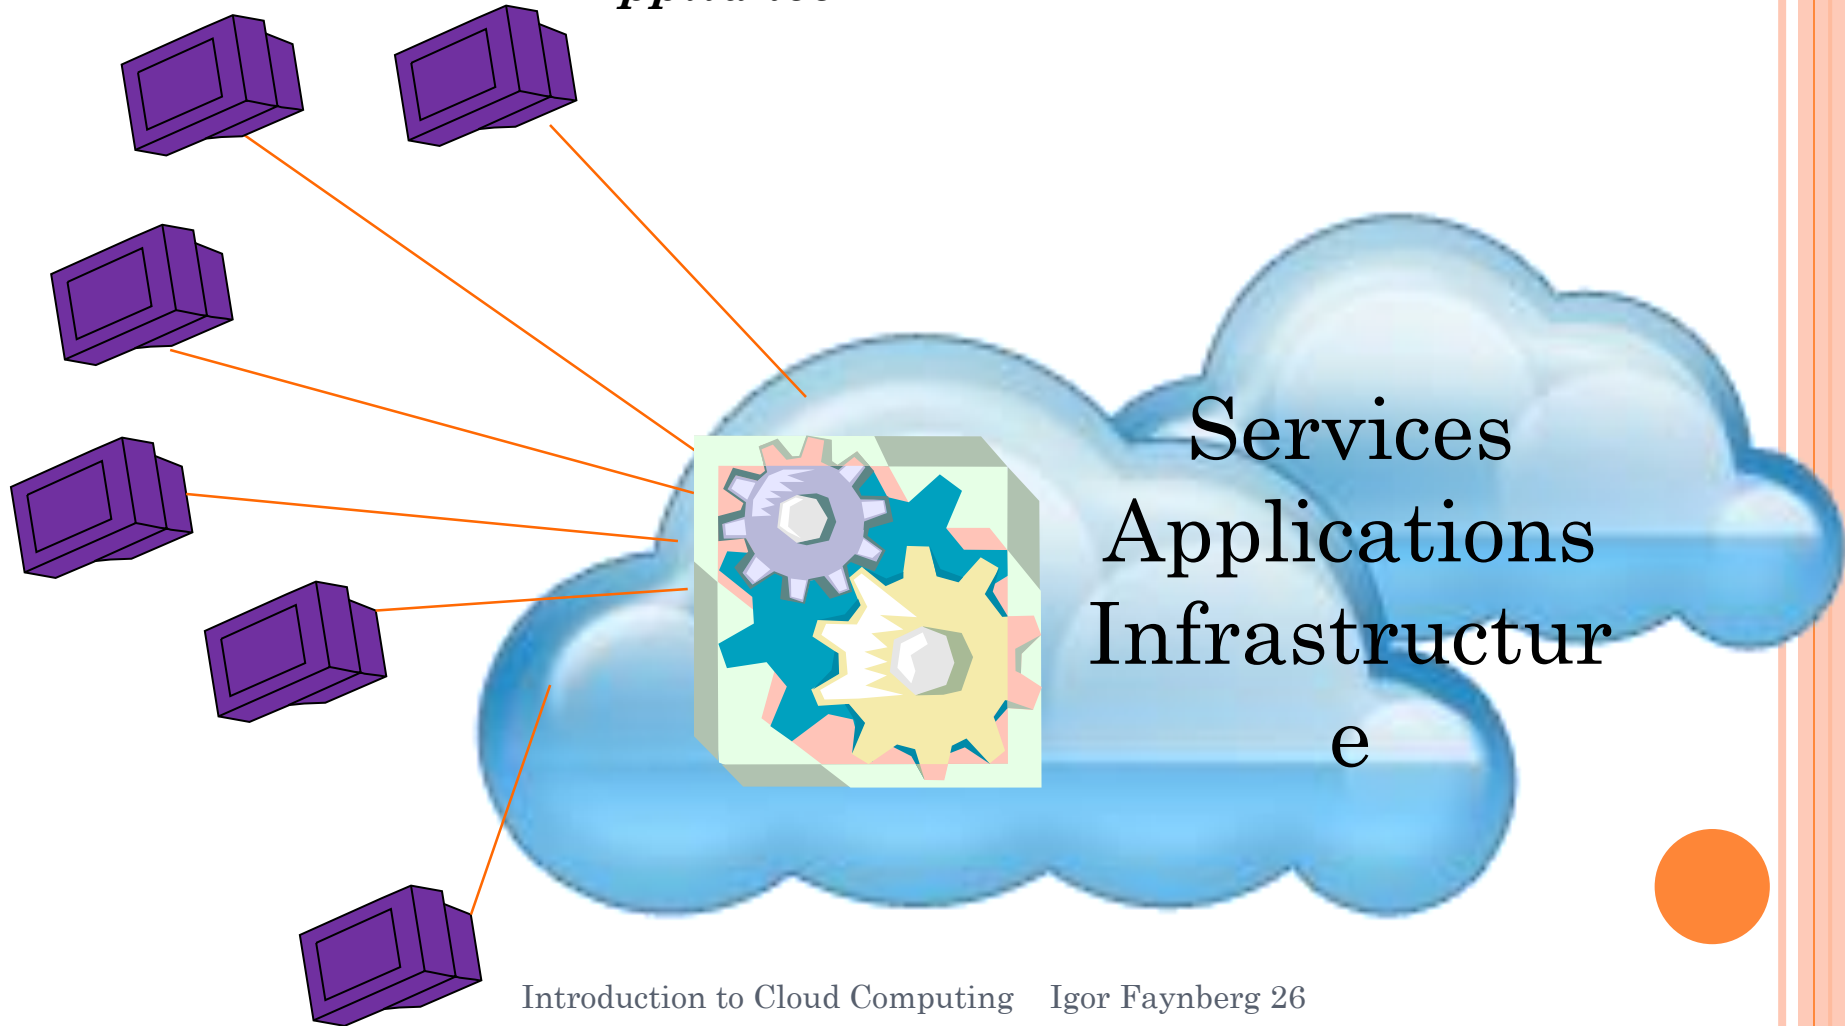 Services
Applications
Infrastructur
e
Introduction to Cloud Computing Igor Faynberg 26